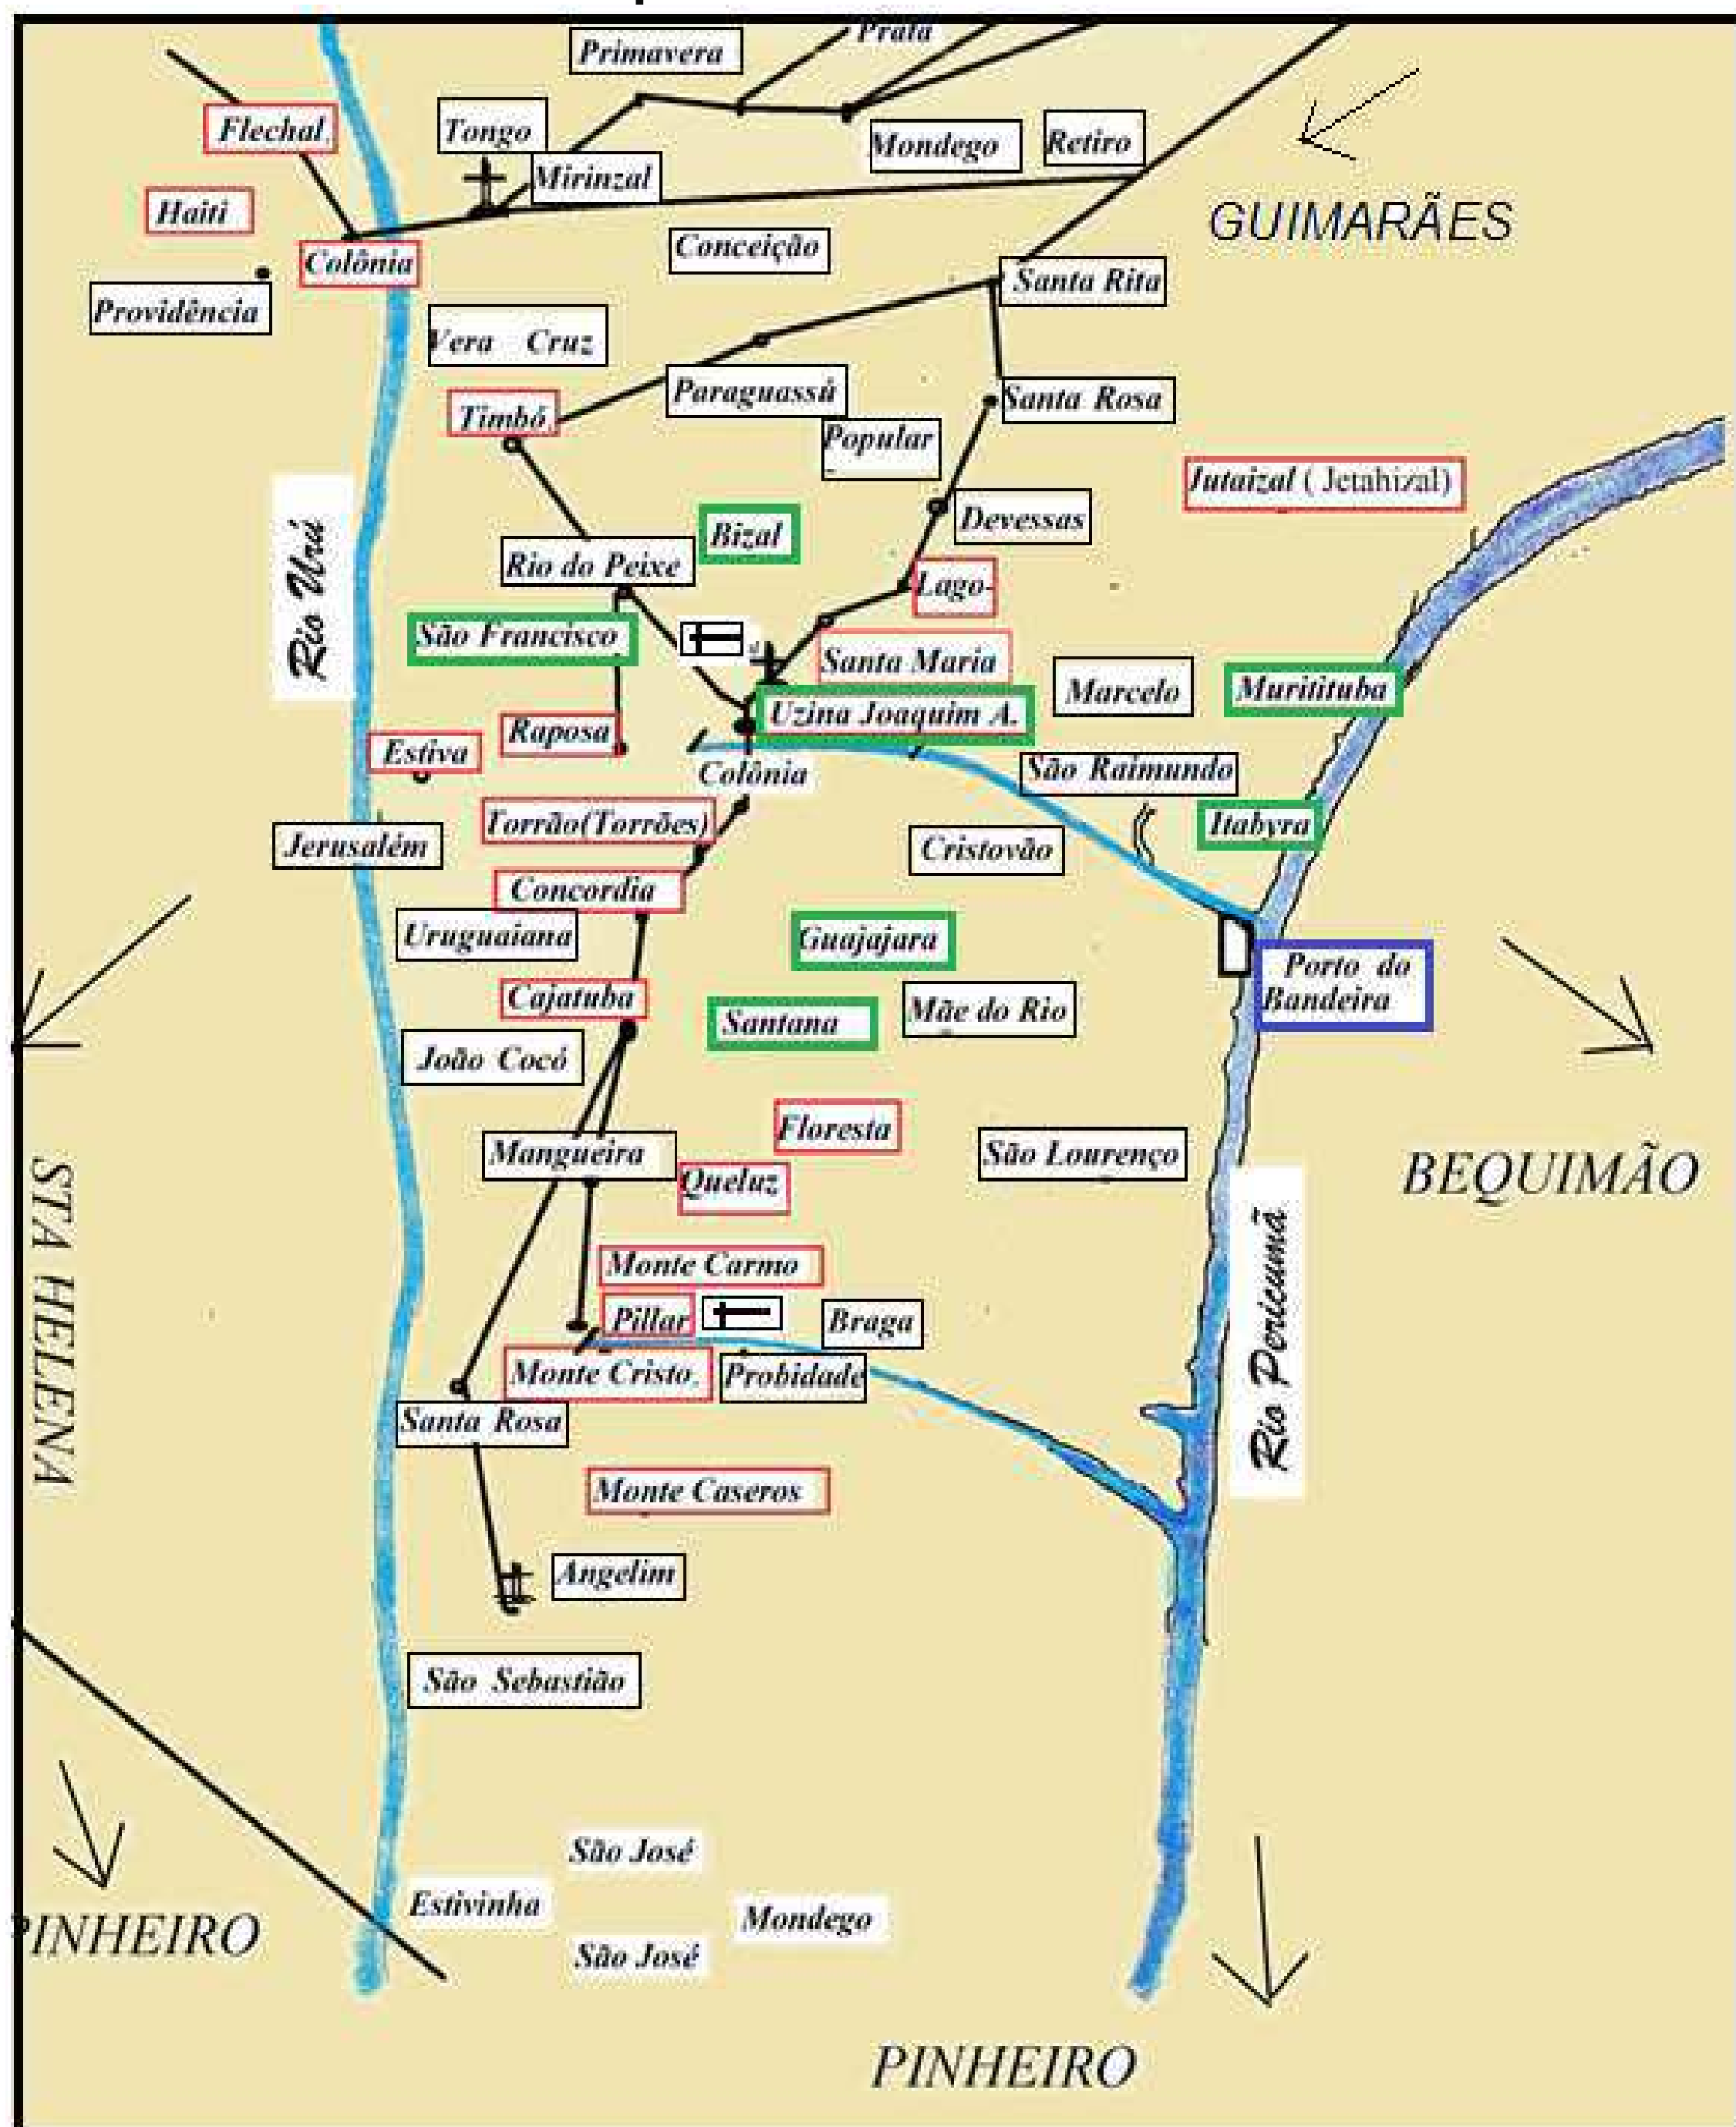 Prata
Primavera
Flechal
Tongo
Mondego
Retiro
Mirinzal
Haiti
GUIMARÃES
Conceição
Colônia
Santa Rita
Providência
Vera Cruz
Paraguassú
Santa Rosa
Timbó
Popular
Jutaizal ( Jetahizal)
Devessas
Bizal
Rio do Peixe
Lago-
Rio Urú
São Francisco
Santa Maria
Marcelo
Murititуba
Uzina Joaquim A.
Raposa
Estiva
Colônia
São Raimundo
Torrão(Torrões)
Itabyra
Jerusalém
Cristovão
Concordia
Uruguaiana
Guajajara
Porto do
Bandeira
Cajatuba
Santana
Mãe do Rio
João Cocó
Floresta
Mangueira
São Lourenço
BEQUIMÃO
Queluz
STA HELENA
Monte Carmo
Pillar
Braga
Rio Pericumã
Monte Cristo.
Probidade
Santa Rosa
Monte Caseros
Angelim
São Sebastião
São José
Estivinha
Mondego
PINHEIRO
São José
PINHEIRO